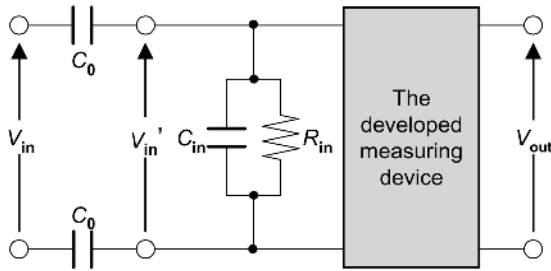 C0
Vin
Vin'
Cin
Rin
The
developed
measuring
device
Vout
C0